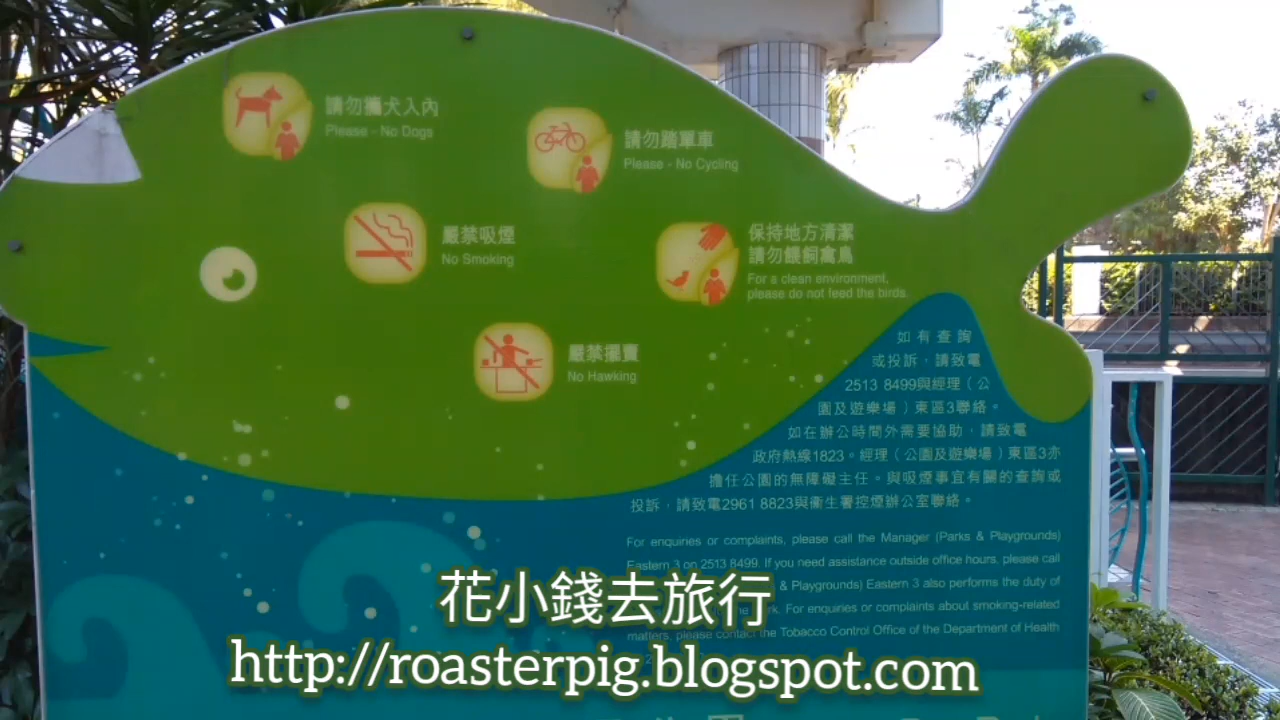 請勿攜犬入內
Please - No Dogs
請勿踏單車
Please - No Cycling
嚴禁吸煙
No Smoking
保持地方清潔
請勿餵飼禽鳥
For a clean environment,
please do not feed the birds.
嚴禁擺賣
No Hawking
如有查詢
或投訴，請致電
2513 8499與經理（公
園及遊樂場）東區3聯絡。
如在辦公時間外需要協助，請致電
政府熱線1823。經理（公園及遊樂場）東區3亦
擔任公園的無障礙主任。與吸煙事宜有關的查詢或
投訴，請致電2961 8823與衞生署控煙辦公室聯絡。
For enquiries or complaints, please call the Manager (Parks & Playgrounds)
Eastern 3 on 2513 8499. If you need assistance outside office hours, please call
& Playgrounds) Eastern 3 also performs the duty of
For enquiries or complaints about smoking-related
matters, please contact the Tobacco Control Office of the Department of Health
花小錢去旅行
http://roasterpig.blogspot.com